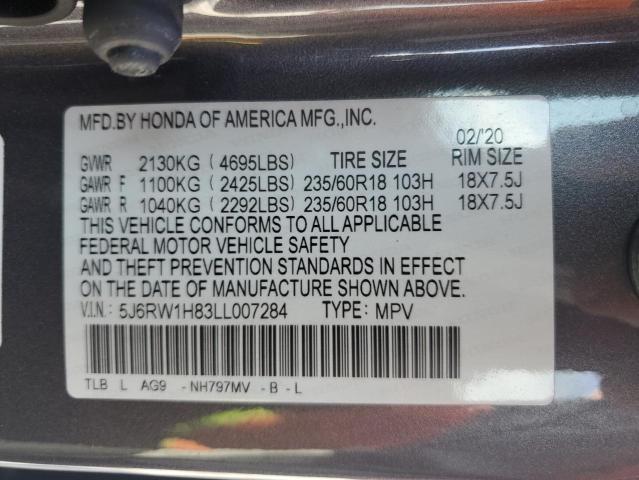 MFD.BY HONDA OF AMERICA MFG.,INC.
02/'20
GVWR 2130KG (4695LBS) TIRE SIZE RIM SIZE
GAWR F 1100KG (2425LBS) 235/60R18 103H 18X7.5J
GAWR R 1040KG (2292LBS) 235/60R18 103H 18X7.5J
THIS VEHICLE CONFORMS TO ALL APPLICABLE
FEDERAL MOTOR VEHICLE SAFETY
AND THEFT PREVENTION STANDARDS IN EFFECT
ON THE DATE OF MANUFACTURE SHOWN ABOVE.
V.I.N.: 5J6RW1H83LL007284 TYPE: MPV
TLB L AG9 -NH797MV -B -L